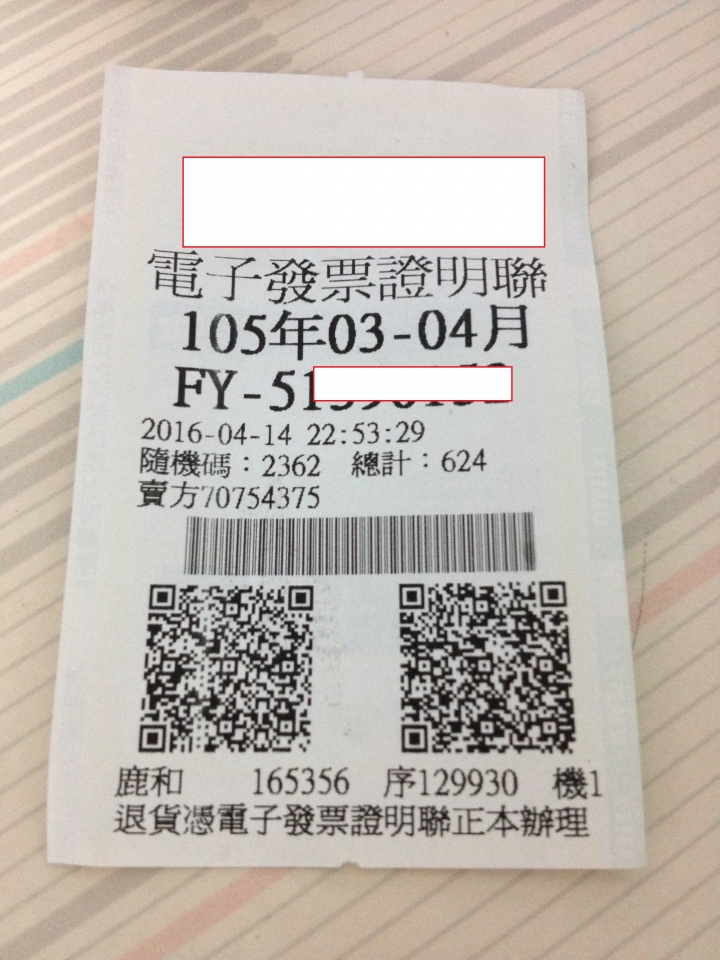 電子發票證明聯
105年03-04月
FY-51
2016-04-14 22:53:29
隨機碼：2362 總計：624
賣方70754375
鹿和 165356 序129930 機1
退貨憑電子發票證明聯正本辦理